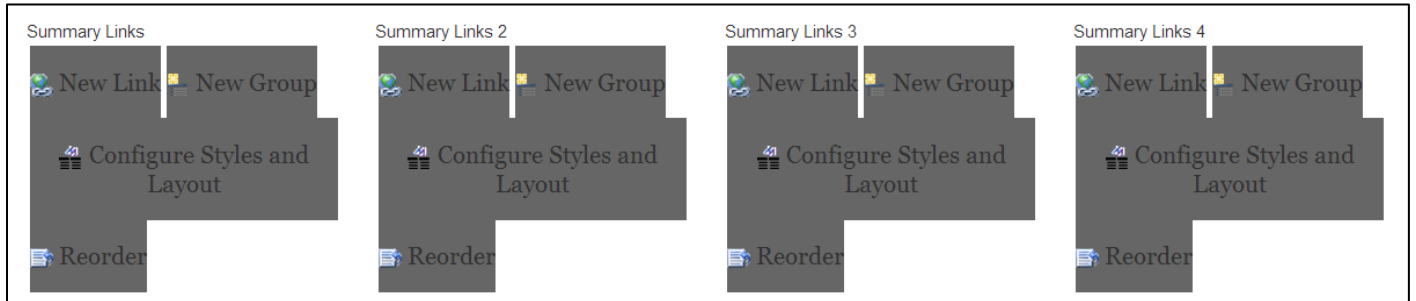 Summary Links Summary Links 2 Summary Links 3 Summary Links 4
New Link New Group New Link New Group New Link New Group New Link New Group
Configure Styles and Configure Styles and Configure Styles and Configure Styles and
Layout Layout Layout Layout
Reorder Reorder Reorder Reorder